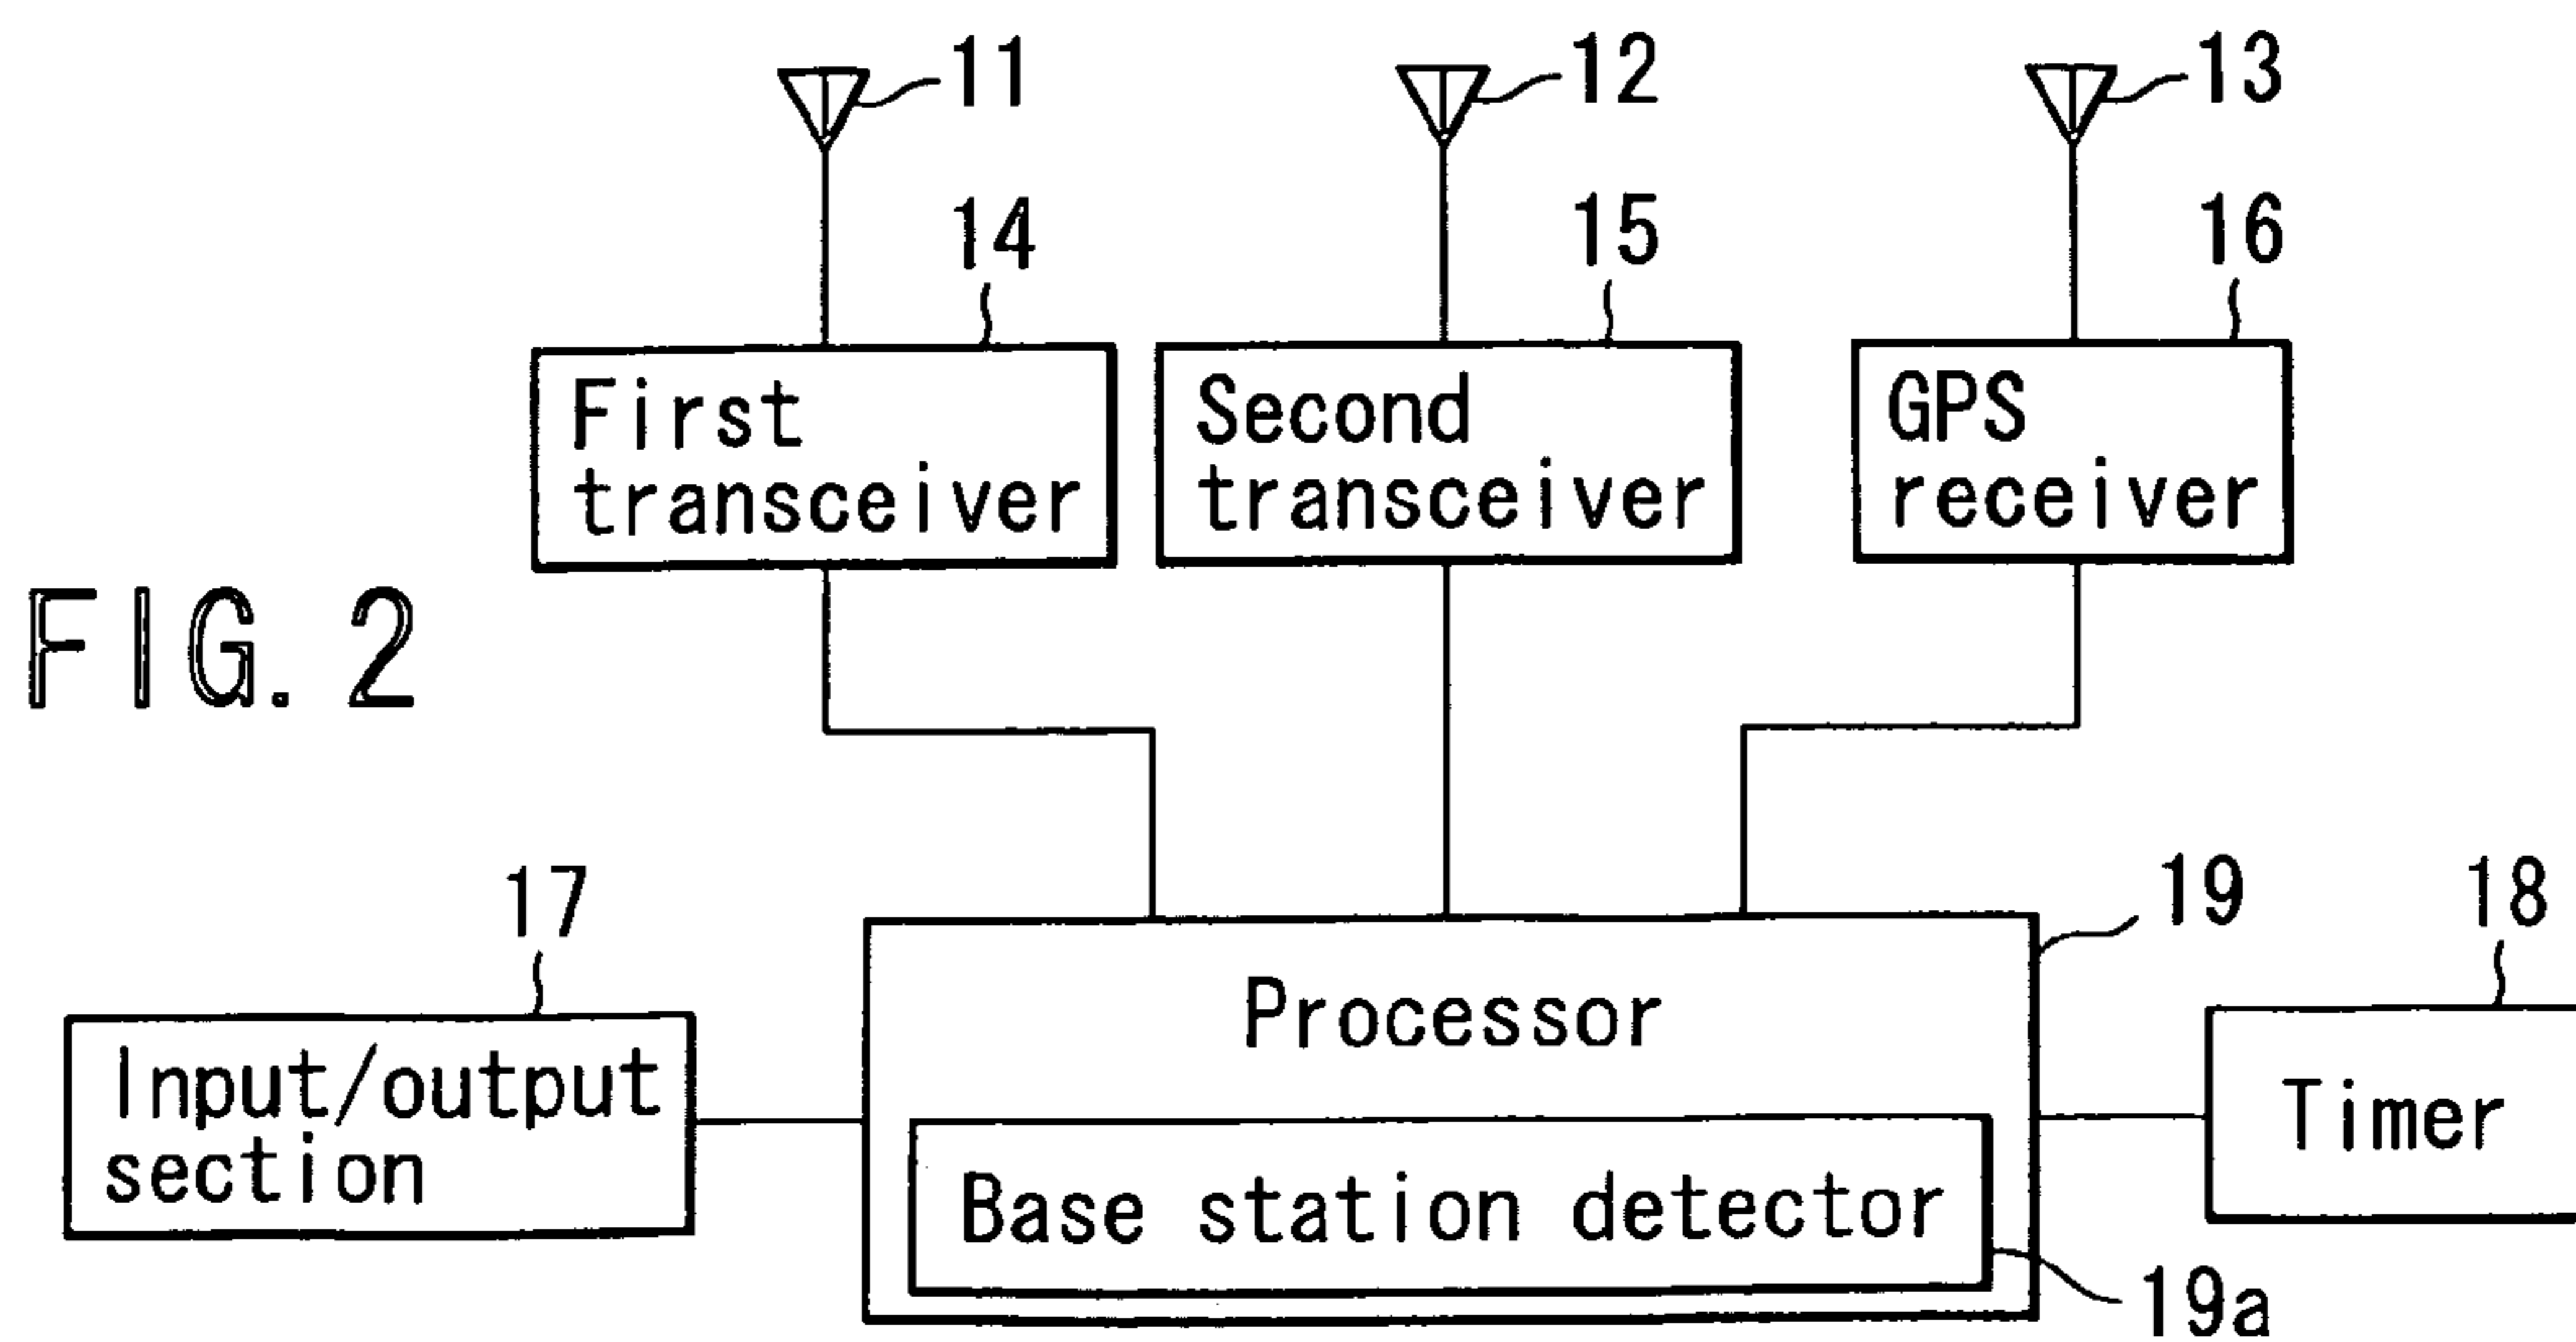 11
12
13
14
15
16
First
transceiver
Second
transceiver
GPS
receiver
FIG. 2
17
19
18
Input/output
section
Processor
Timer
Base station detector
19a